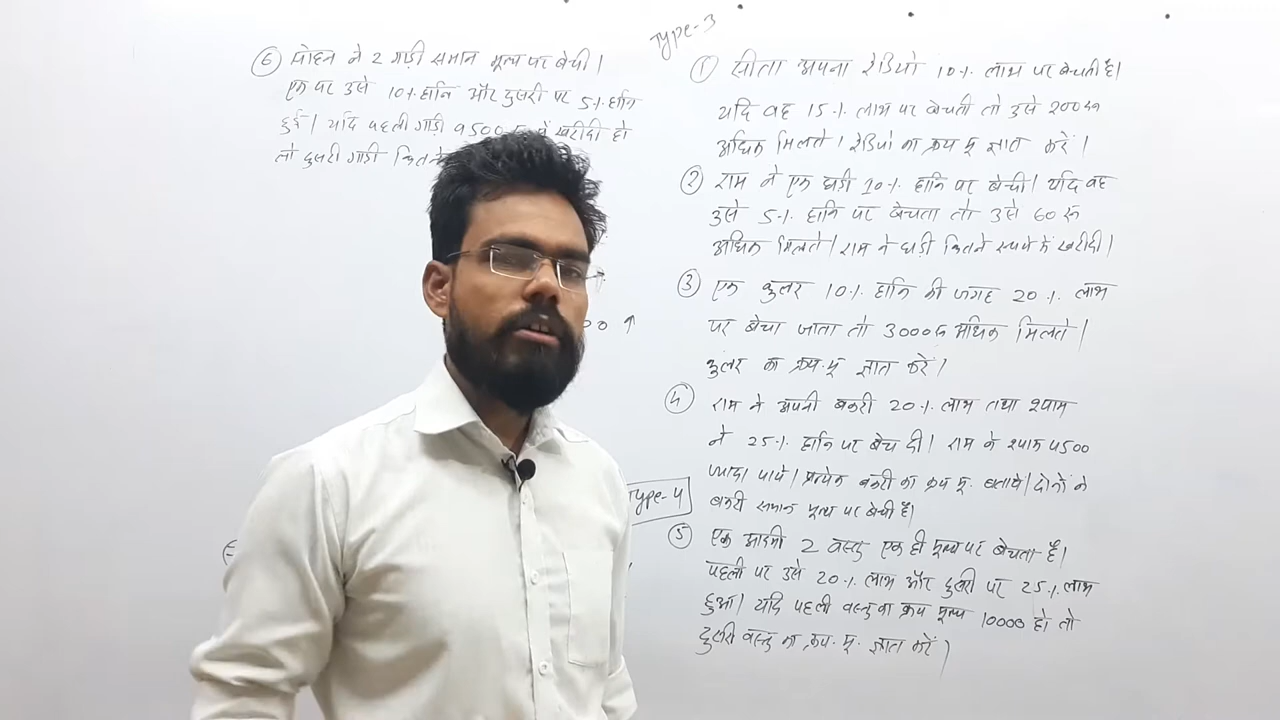 Type-3
① सीता अपना रेडियो 10% लाभ पर बेचती है।
यदि वह 15% लाभ पर बेचती तो उसे 200 रू
अधिक मिलते। रेडियो का क्रय मू ज्ञात करें।
② राम ने एक घड़ी 20% हानि पर बेची। यदि वह
उसे 5% हानि पर बेचता तो उसे 60 रू
अधिक मिलते। राम ने घड़ी कितने रूपये में खरीदी।
③ एक कुलर 10% हानि की जगह 20% लाभ
पर बेचा जाता तो 3000रू अधिक मिलते।
कुलर का क्रय.मू ज्ञात करें।
④ राम ने अपनी बकरी 20% लाभ तथा श्याम
ने 25% हानि पर बेच दी। राम ने श्याम
ज्यादा पाये। प्रत्येक बकरी का क्रय मू. बताये। दोनों ने
बकरी समान मूल्य पर बेची है।
⑤ एक आदमी 2 वस्तु एक ही मूल्य पर बेचता है।
पहली पर उसे 20% लाभ और दुसरी पर 25% लाभ
हुआ। यदि पहली वस्तु का क्रय मूल्य 10000 हो तो
दुसरी वस्तु का क्रय.मू. ज्ञात करें।
⑥ मोहन ने 2 गाड़ी समान मूल्य पर बेची।
एक पर उसे 10% हानि और दुसरी पर 5% हानि
हुई। यदि पहली गाड़ी 9500 में खरीदी हो
तो दुसरी गाड़ी
00 ↑
Type-4